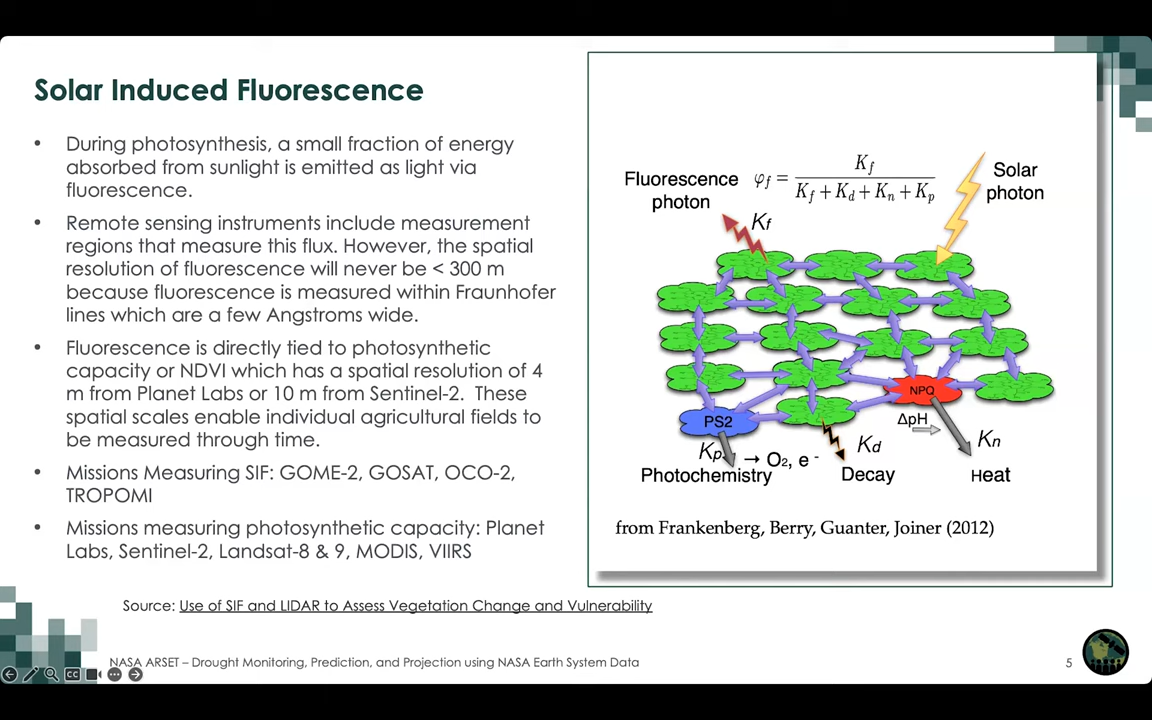 Solar Induced Fluorescence
• During photosynthesis, a small fraction of energy
absorbed from sunlight is emitted as light via
fluorescence.
• Remote sensing instruments include measurement
regions that measure this flux. However, the spatial
resolution of fluorescence will never be < 300 m
because fluorescence is measured within Fraunhofer
lines which are a few Angstroms wide.
• Fluorescence is directly tied to photosynthetic
capacity or NDVI which has a spatial resolution of 4
m from Planet Labs or 10 m from Sentinel-2. These
spatial scales enable individual agricultural fields to
be measured through time.
• Missions Measuring SIF: GOME-2, GOSAT, OCO-2,
TROPOMI
• Missions measuring photosynthetic capacity: Planet
Labs, Sentinel-2, Landsat-8 & 9, MODIS, VIIRS
Fluorescence
photon
φf = Kf / (Kf + Kd + Kn + Kp)
Solar
photon
Kf
NPQ
PS2
ΔpH
Kp
→ O₂, e⁻
Kd
Kn
Photochemistry
Decay
Heat
from Frankenberg, Berry, Guanter, Joiner (2012)
Source: Use of SIF and LIDAR to Assess Vegetation Change and Vulnerability
NASA ARSET – Drought Monitoring, Prediction, and Projection using NASA Earth System Data
5
CC